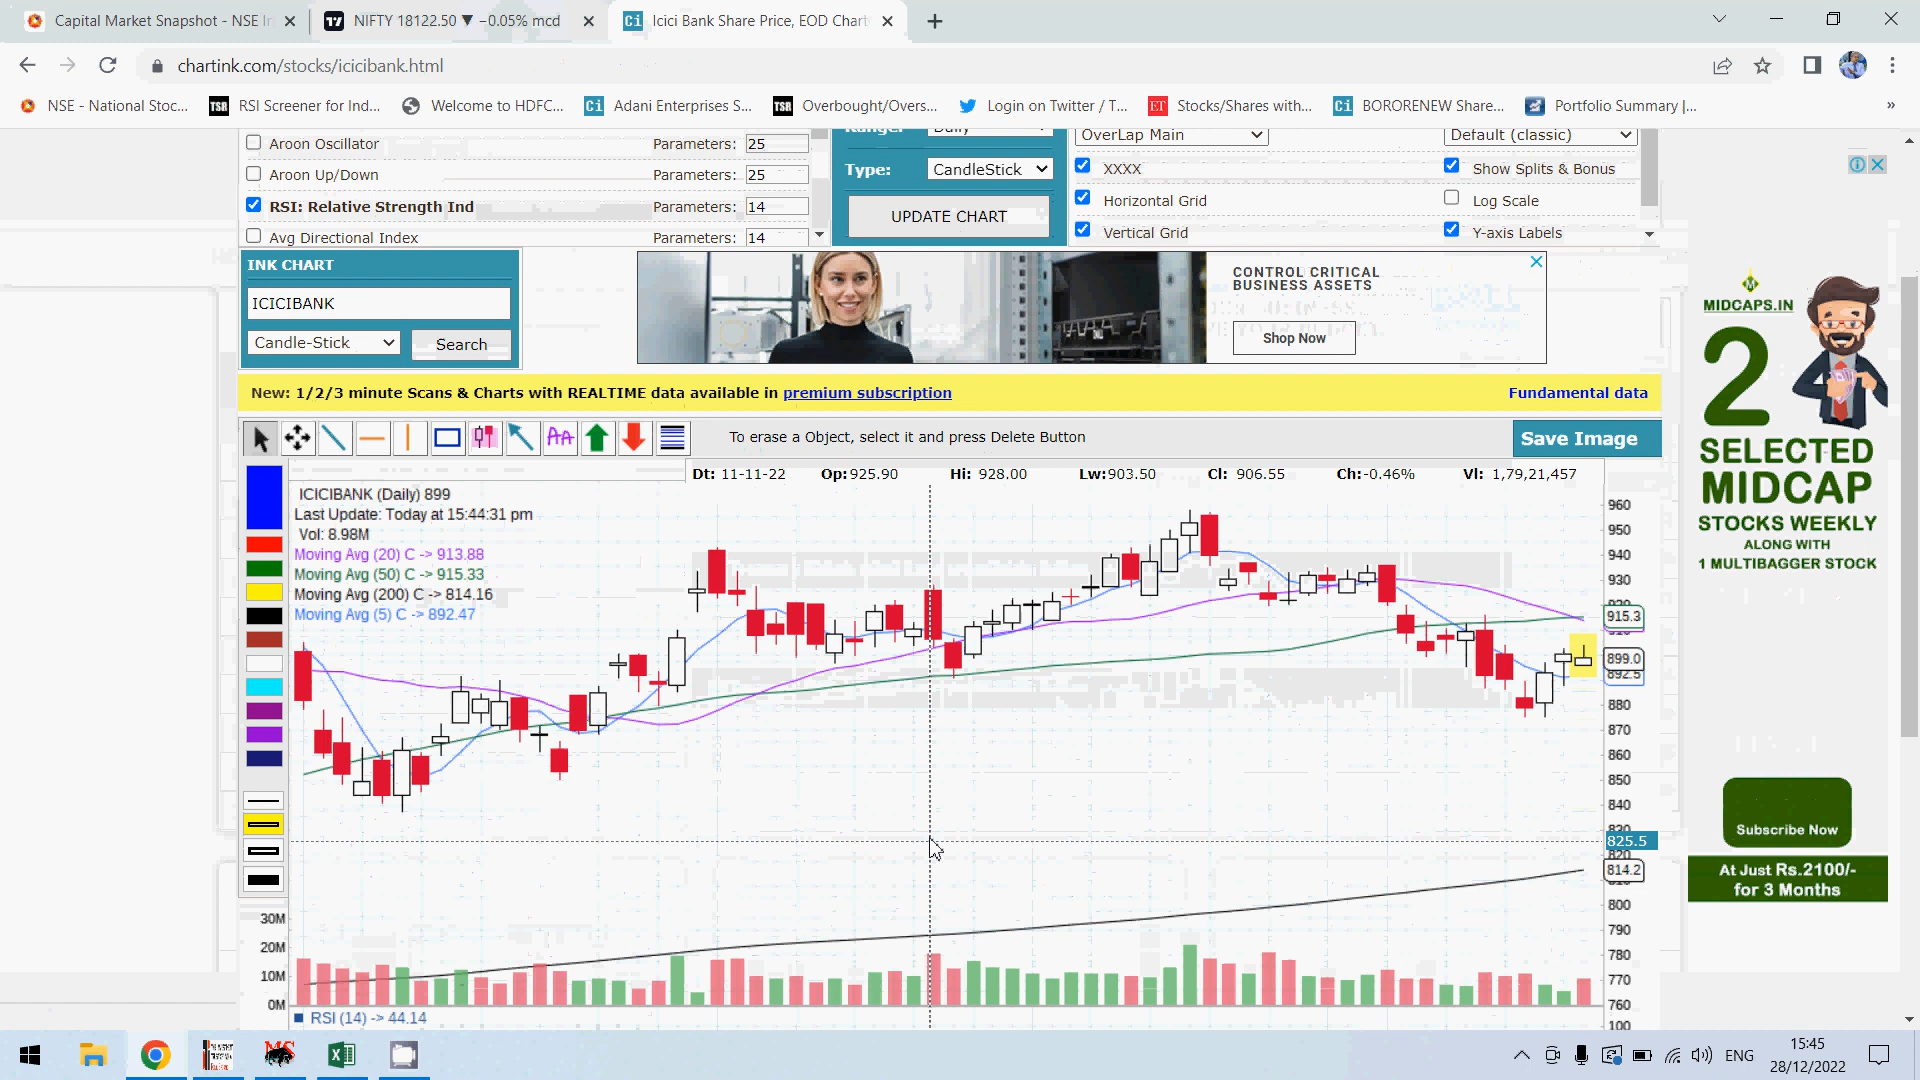 Capital Market Snapshot - NSE In
NIFTY 18122.50 ▼ −0.05% mcd
Icici Bank Share Price, EOD Chart
chartink.com/stocks/icicibank.html
NSE - National Stoc...
RSI Screener for Ind...
Welcome to HDFC...
Adani Enterprises S...
Overbought/Overs...
Login on Twitter / T...
Stocks/Shares with...
BORORENEW Share...
Portfolio Summary |...
Aroon Oscillator Parameters: 25
Aroon Up/Down Parameters: 25
RSI: Relative Strength Ind Parameters: 14
Avg Directional Index Parameters: 14
Range: Daily
Type: CandleStick
UPDATE CHART
OverLap Main
Default (classic)
XXXX
Show Splits & Bonus
Horizontal Grid
Log Scale
Vertical Grid
Y-axis Labels
INK CHART
ICICIBANK
Candle-Stick
Search
CONTROL CRITICAL
BUSINESS ASSETS
Shop Now
New: 1/2/3 minute Scans & Charts with REALTIME data available in premium subscription
Fundamental data
To erase a Object, select it and press Delete Button
Save Image
Dt: 11-11-22 Op:925.90 Hi: 928.00 Lw:903.50 Cl: 906.55 Ch:-0.46% Vl: 1,79,21,457
ICICIBANK (Daily) 899
Last Update: Today at 15:44:31 pm
Vol: 8.98M
Moving Avg (20) C -> 913.88
Moving Avg (50) C -> 915.33
Moving Avg (200) C -> 814.16
Moving Avg (5) C -> 892.47
960
950
940
930
920
915.3
910
899.0
892.5
880
870
860
850
840
830
825.5
820
814.2
810
800
790
780
770
760
100
30M
20M
10M
0M
RSI (14) -> 44.14
MIDCAPS.IN
2
SELECTED
MIDCAP
STOCKS WEEKLY
ALONG WITH
1 MULTIBAGGER STOCK
Subscribe Now
At Just Rs.2100/-
for 3 Months
ENG
15:45
28/12/2022